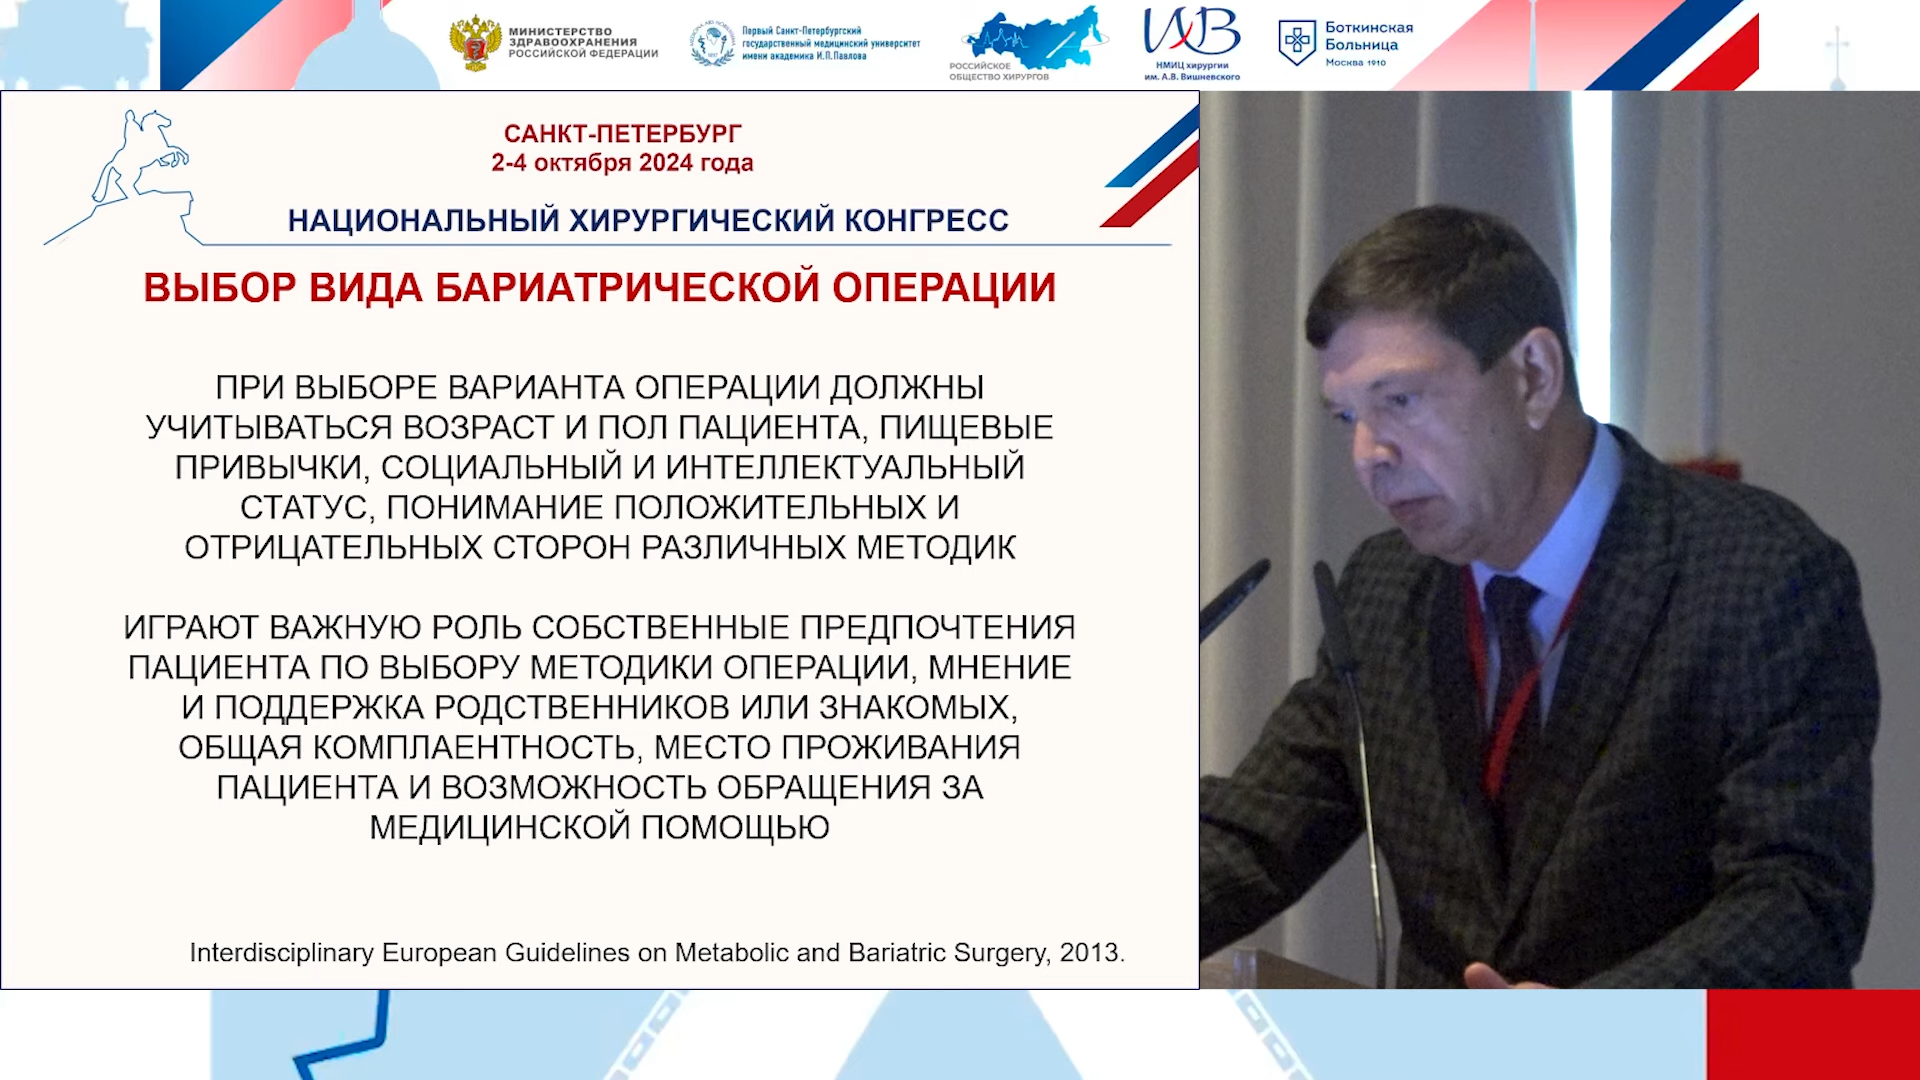 МИНИСТЕРСТВО
ЗДРАВООХРАНЕНИЯ
РОССИЙСКОЙ ФЕДЕРАЦИИ
Первый Санкт-Петербургский
государственный медицинский университет
имени академика И.П.Павлова
РОССИЙСКОЕ
ОБЩЕСТВО ХИРУРГОВ
ИХВ
НМИЦ хирургии
им. А.В. Вишневского
Боткинская
Больница
Москва 1910
САНКТ-ПЕТЕРБУРГ
2-4 октября 2024 года
НАЦИОНАЛЬНЫЙ ХИРУРГИЧЕСКИЙ КОНГРЕСС
ВЫБОР ВИДА БАРИАТРИЧЕСКОЙ ОПЕРАЦИИ
ПРИ ВЫБОРЕ ВАРИАНТА ОПЕРАЦИИ ДОЛЖНЫ
УЧИТЫВАТЬСЯ ВОЗРАСТ И ПОЛ ПАЦИЕНТА, ПИЩЕВЫЕ
ПРИВЫЧКИ, СОЦИАЛЬНЫЙ И ИНТЕЛЛЕКТУАЛЬНЫЙ
СТАТУС, ПОНИМАНИЕ ПОЛОЖИТЕЛЬНЫХ И
ОТРИЦАТЕЛЬНЫХ СТОРОН РАЗЛИЧНЫХ МЕТОДИК
ИГРАЮТ ВАЖНУЮ РОЛЬ СОБСТВЕННЫЕ ПРЕДПОЧТЕНИЯ
ПАЦИЕНТА ПО ВЫБОРУ МЕТОДИКИ ОПЕРАЦИИ, МНЕНИЕ
И ПОДДЕРЖКА РОДСТВЕННИКОВ ИЛИ ЗНАКОМЫХ,
ОБЩАЯ КОМПЛАЕНТНОСТЬ, МЕСТО ПРОЖИВАНИЯ
ПАЦИЕНТА И ВОЗМОЖНОСТЬ ОБРАЩЕНИЯ ЗА
МЕДИЦИНСКОЙ ПОМОЩЬЮ
Interdisciplinary European Guidelines on Metabolic and Bariatric Surgery, 2013.